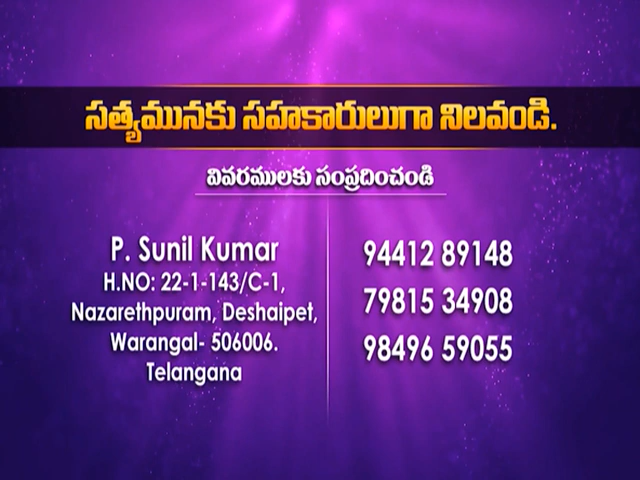 సత్యమునకు సహకారులుగా నిలవండి.
వివరములకు సంప్రదించండి
P. Sunil Kumar
H.NO: 22-1-143/C-1,
Nazarethpuram, Deshaipet,
Warangal- 506006.
Telangana
94412 89148
79815 34908
98496 59055